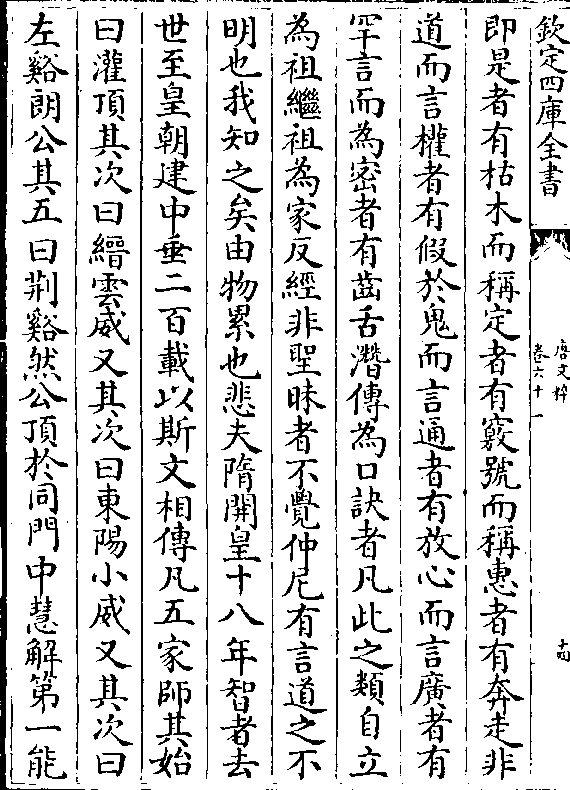 欽定四庫全書
唐文粹
卷六十一
十四
即是者有枯木而稱定者有竅號而稱惠者有奔走非
道而言權者有假於鬼而言通者有放心而言廣者有
罕言而為密者有齒舌潛傳為口訣者凡此之類自立
為祖繼祖為家反經非聖昧者不覺仲尼有言道之不
明也我知之矣由物累也悲夫隋開皇十八年智者去
世至皇朝建中垂二百載以斯文相傳凡五家師其始
曰灌頂其次曰縉雲威又其次曰東陽小威又其次曰
左谿朗公其五曰荆谿然公頂於同門中慧解第一能